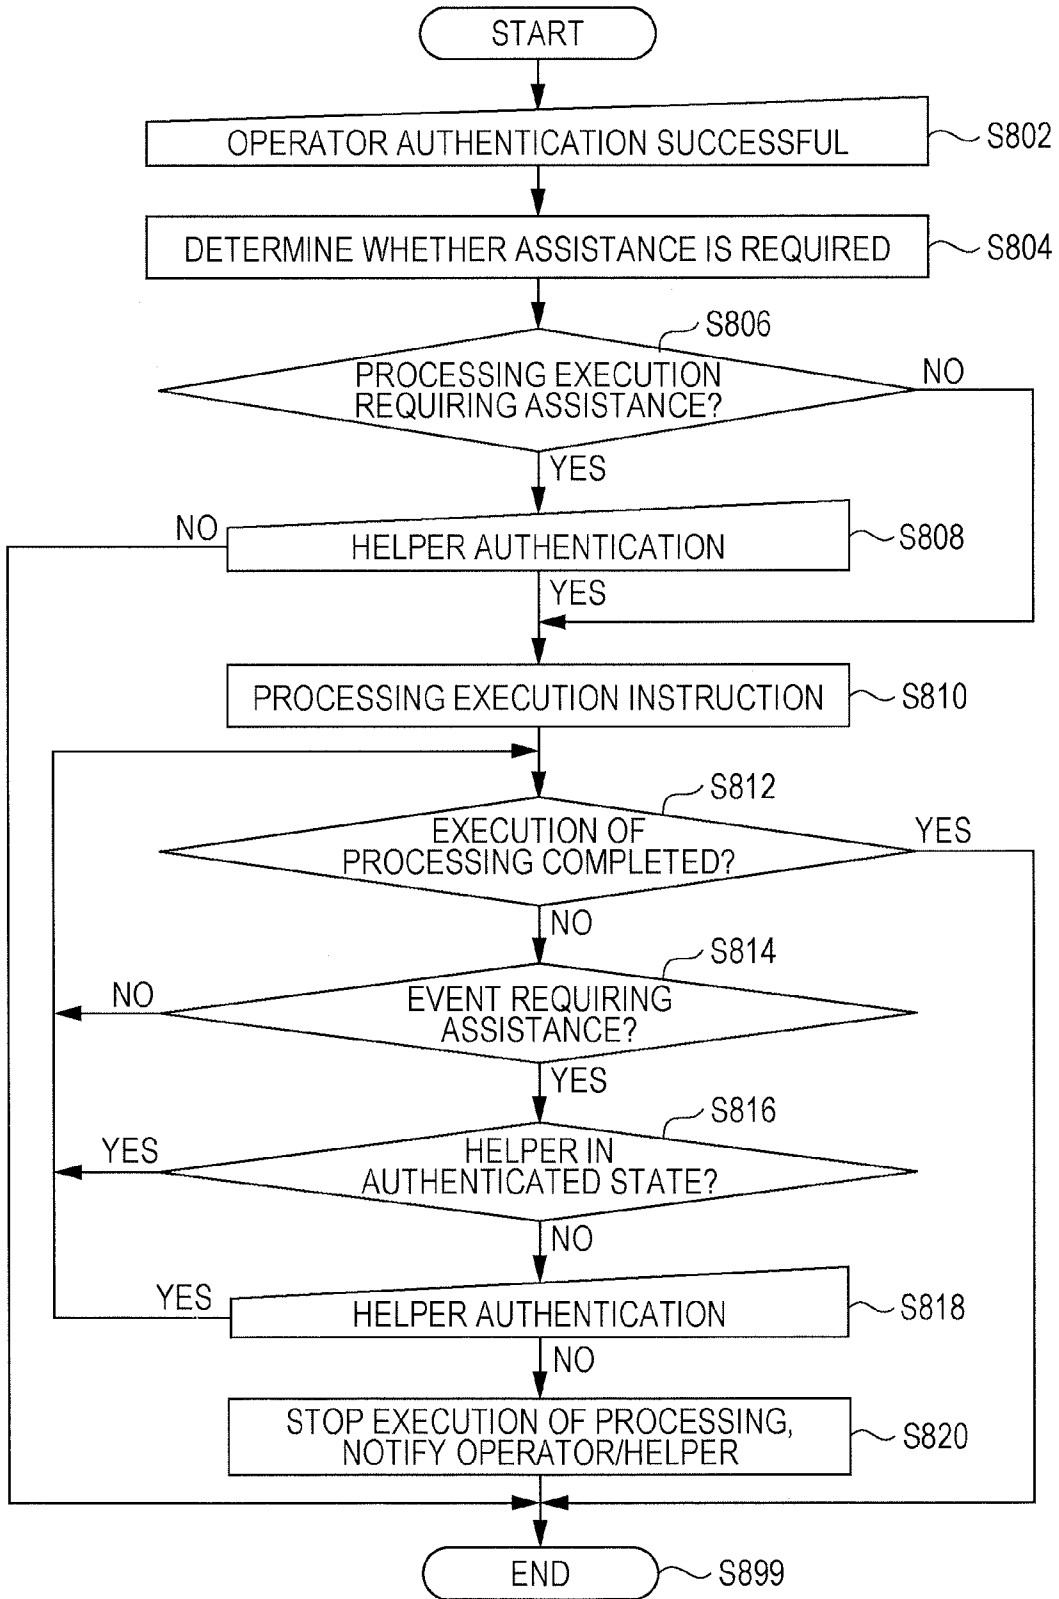 START
OPERATOR AUTHENTICATION SUCCESSFUL
S802
DETERMINE WHETHER ASSISTANCE IS REQUIRED
S804
S806
PROCESSING EXECUTION
REQUIRING ASSISTANCE?
NO
YES
NO
HELPER AUTHENTICATION
S808
YES
PROCESSING EXECUTION INSTRUCTION
S810
S812
EXECUTION OF
PROCESSING COMPLETED?
YES
NO
S814
NO
EVENT REQUIRING
ASSISTANCE?
YES
S816
YES
HELPER IN
AUTHENTICATED STATE?
NO
YES
HELPER AUTHENTICATION
S818
NO
STOP EXECUTION OF PROCESSING,
NOTIFY OPERATOR/HELPER
S820
END
S899